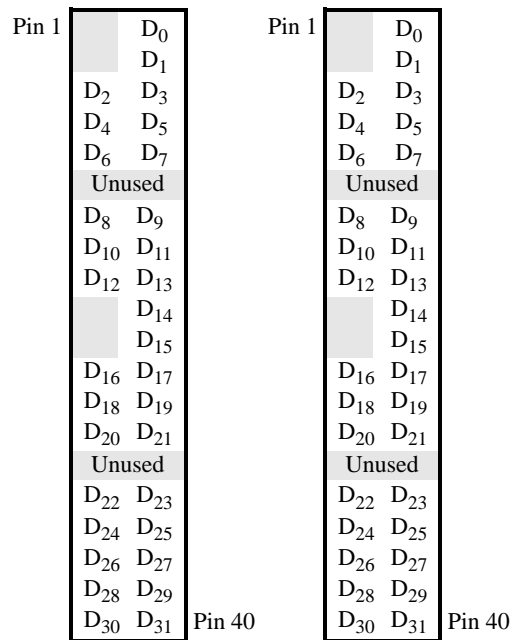 Pin 1 D0 Pin 1 D0
D1 D1
D2 D3 D2 D3
D4 D5 D4 D5
D6 D7 D6 D7
Unused Unused
D8 D9 D8 D9
D10 D11 D10 D11
D12 D13 D12 D13
D14 D14
D15 D15
D16 D17 D16 D17
D18 D19 D18 D19
D20 D21 D20 D21
Unused Unused
D22 D23 D22 D23
D24 D25 D24 D25
D26 D27 D26 D27
D28 D29 D28 D29
D30 D31 Pin 40 D30 D31 Pin 40